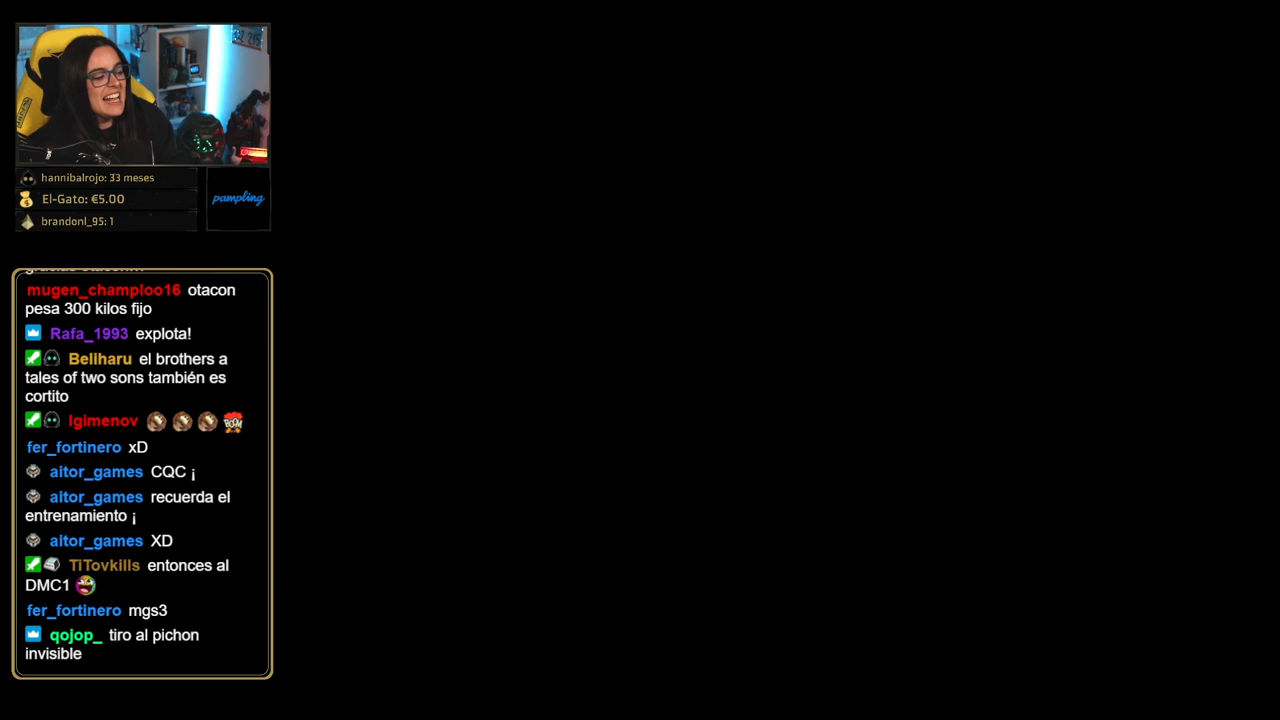 hannibalrojo: 33 meses
El-Gato: €5.00
brandonl_95: 1
pampling
mugen_champloo16 otacon
pesa 300 kilos fijo
Rafa_1993 explota!
Beliharu el brothers a
tales of two sons también es
cortito
Igimenov BOOM
fer_fortinero xD
aitor_games CQC ¡
aitor_games recuerda el
entrenamiento ¡
aitor_games XD
TiTovkills entonces al
DMC1
fer_fortinero mgs3
qojop_ tiro al pichon
invisible